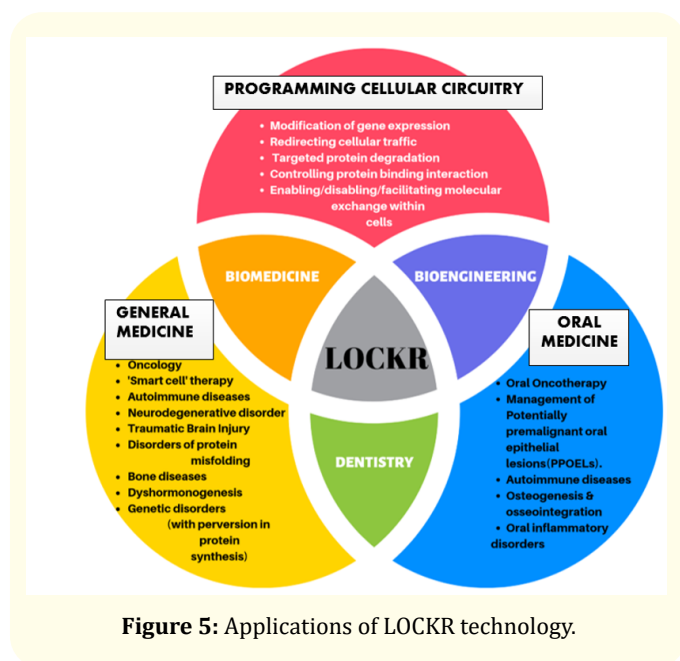 PROGRAMMING CELLULAR CIRCUITRY
• Modification of gene expression
• Redirecting cellular traffic
• Targeted protein degradation
• Controlling protein binding interaction
• Enabling/disabling/facilitating molecular
exchange within
cells
BIOMEDICINE
BIOENGINEERING
LOCKR
DENTISTRY
GENERAL
MEDICINE
• Oncology
• 'Smart cell' therapy
• Autoimmune diseases
• Neurodegenerative disorder
• Traumatic Brain Injury
• Disorders of protein
misfolding
• Bone diseases
• Dyshormonogenesis
• Genetic disorders
(with perversion in
protein
synthesis)
ORAL
MEDICINE
• Oral Oncotherapy
• Management of
Potentially
premalignant oral
epithelial
lesions(PPOELs).
• Autoimmune diseases
• Osteogenesis &
osseointegration
• Oral inflammatory
disorders
Figure 5: Applications of LOCKR technology.